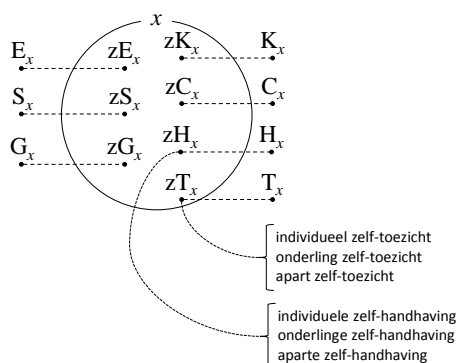 x
E_x zE_x zK_x K_x
S_x zS_x zC_x C_x
G_x zG_x zH_x H_x
zT_x T_x
individueel zelf-toezicht
onderling zelf-toezicht
apart zelf-toezicht
individuele zelf-handhaving
onderlinge zelf-handhaving
aparte zelf-handhaving